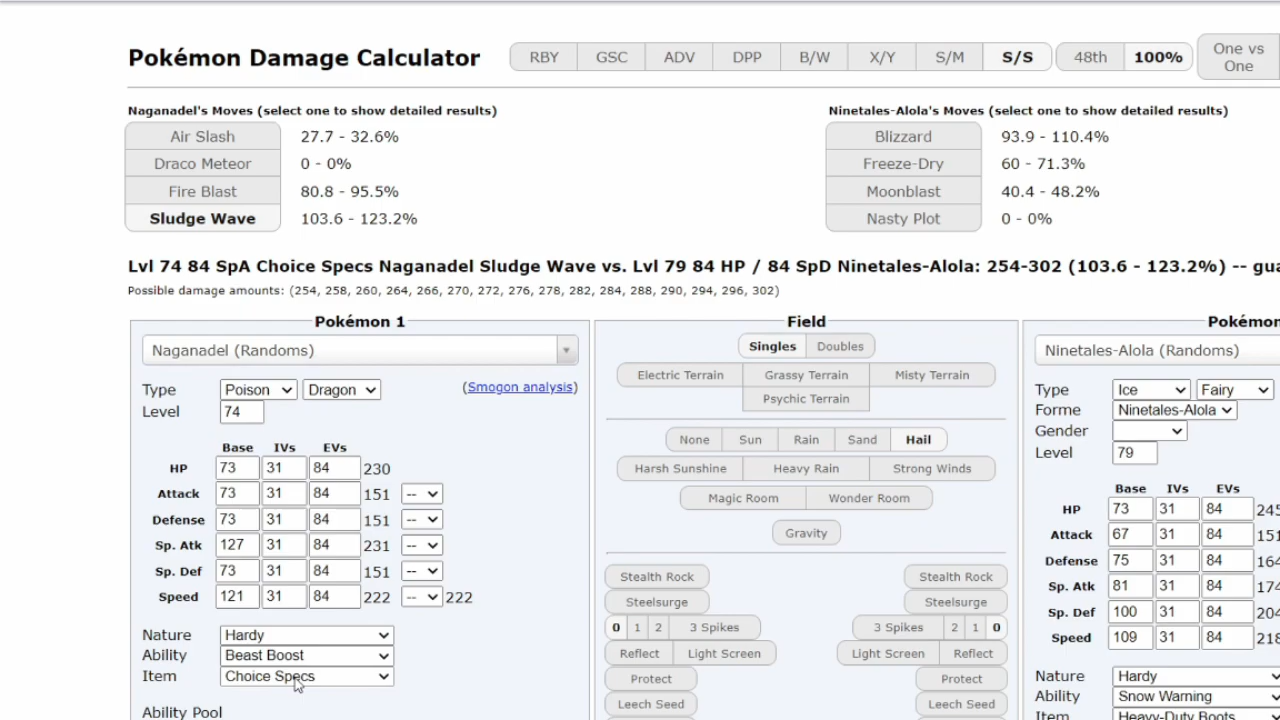 Pokémon Damage Calculator RBY GSC ADV DPP B/W X/Y S/M S/S 48th 100% One vs One
Naganadel's Moves (select one to show detailed results) Ninetales-Alola's Moves (select one to show detailed results)
Air Slash 27.7 - 32.6% Blizzard 93.9 - 110.4%
Draco Meteor 0 - 0% Freeze-Dry 60 - 71.3%
Fire Blast 80.8 - 95.5% Moonblast 40.4 - 48.2%
Sludge Wave 103.6 - 123.2% Nasty Plot 0 - 0%
Lvl 74 84 SpA Choice Specs Naganadel Sludge Wave vs. Lvl 79 84 HP / 84 SpD Ninetales-Alola: 254-302 (103.6 - 123.2%) -- gua
Possible damage amounts: (254, 258, 260, 264, 266, 270, 272, 276, 278, 282, 284, 288, 290, 294, 296, 302)
Pokémon 1
Naganadel (Randoms)
Type Poison Dragon (Smogon analysis)
Level 74
Base IVs EVs
HP 73 31 84 230
Attack 73 31 84 151 --
Defense 73 31 84 151 --
Sp. Atk 127 31 84 231 --
Sp. Def 73 31 84 151 --
Speed 121 31 84 222 -- 222
Nature Hardy
Ability Beast Boost
Item Choice Specs
Ability Pool
Field
Singles Doubles
Electric Terrain Grassy Terrain Misty Terrain
Psychic Terrain
None Sun Rain Sand Hail
Harsh Sunshine Heavy Rain Strong Winds
Magic Room Wonder Room
Gravity
Stealth Rock Stealth Rock
Steelsurge Steelsurge
0 1 2 3 Spikes 3 Spikes 2 1 0
Reflect Light Screen Light Screen Reflect
Protect Protect
Leech Seed Leech Seed
Pokémon
Ninetales-Alola (Randoms)
Type Ice Fairy
Forme Ninetales-Alola
Gender
Level 79
Base IVs EVs
HP 73 31 84 245
Attack 67 31 84 151
Defense 75 31 84 164
Sp. Atk 81 31 84 174
Sp. Def 100 31 84 204
Speed 109 31 84 218
Nature Hardy
Ability Snow Warning
Item Heavy-Duty Boots